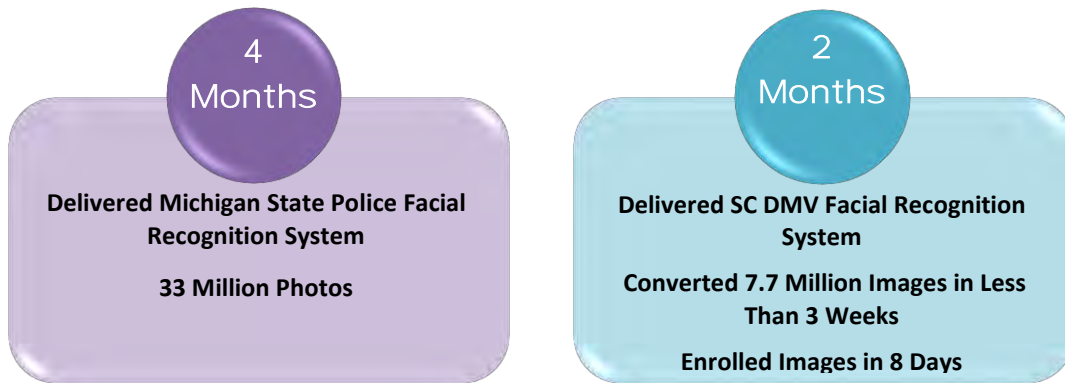 4
Months
Delivered Michigan State Police Facial
Recognition System
33 Million Photos
2
Months
Delivered SC DMV Facial Recognition
System
Converted 7.7 Million Images in Less
Than 3 Weeks
Enrolled Images in 8 Days